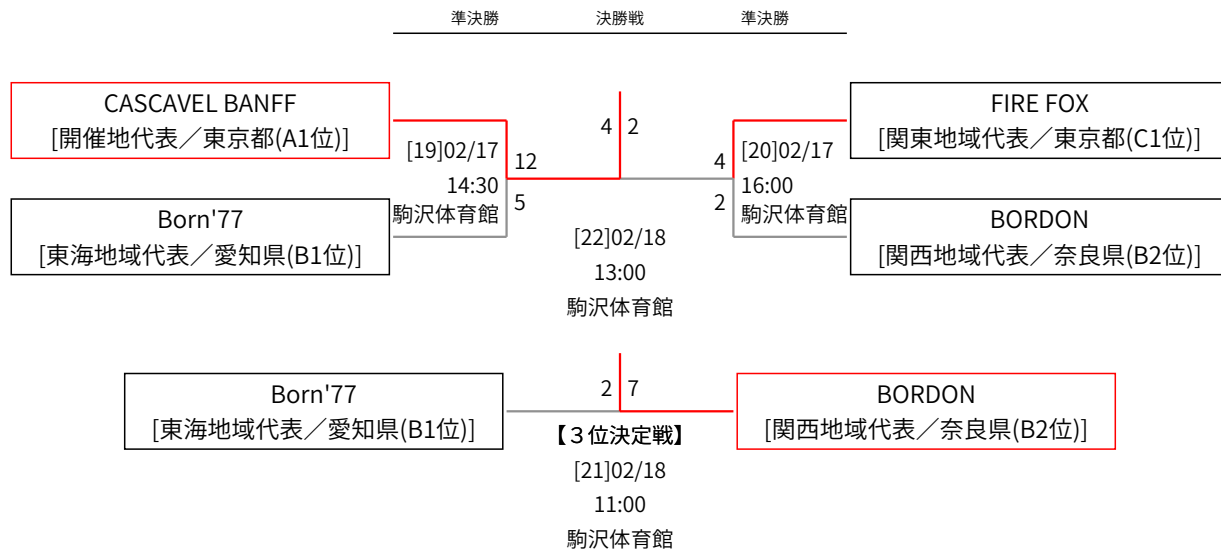 準決勝 決勝戦 準決勝
CASCAVEL BANFF
[開催地代表／東京都(A1位)]
Born'77
[東海地域代表／愛知県(B1位)]
[19]02/17
14:30
駒沢体育館
12
5
4 2
[22]02/18
13:00
駒沢体育館
4
2
[20]02/17
16:00
駒沢体育館
FIRE FOX
[関東地域代表／東京都(C1位)]
BORDON
[関西地域代表／奈良県(B2位)]
Born'77
[東海地域代表／愛知県(B1位)]
2 7
【３位決定戦】
[21]02/18
11:00
駒沢体育館
BORDON
[関西地域代表／奈良県(B2位)]